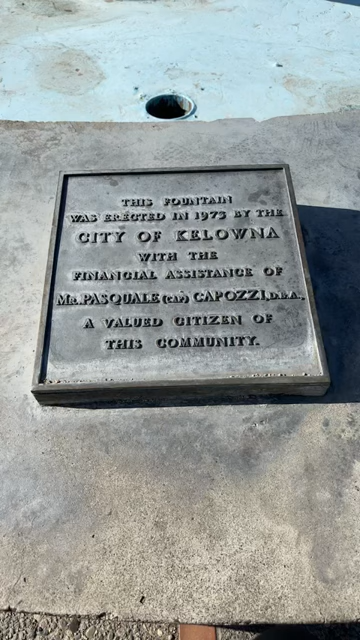 THIS FOUNTAIN
WAS ERECTED IN 1973 BY THE
CITY OF KELOWNA
WITH THE
FINANCIAL ASSISTANCE OF
MR. PASQUALE (CAP) CAPOZZI, D.B.A.,
A VALUED CITIZEN OF
THIS COMMUNITY.